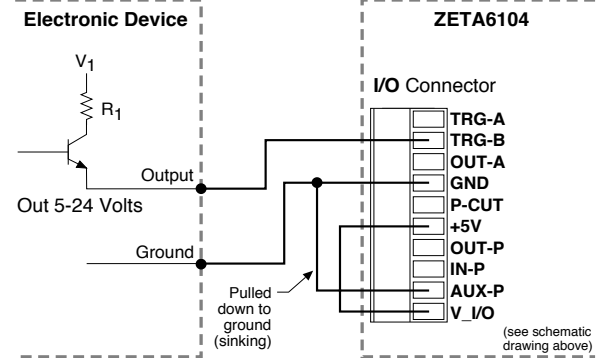 Electronic Device
ZETA6104
V1
R1
I/O Connector
TRG-A
TRG-B
OUT-A
GND
P-CUT
+5V
OUT-P
IN-P
AUX-P
V_I/O
Output
Out 5-24 Volts
Ground
Pulled
down to
ground
(sinking)
(see schematic
drawing above)